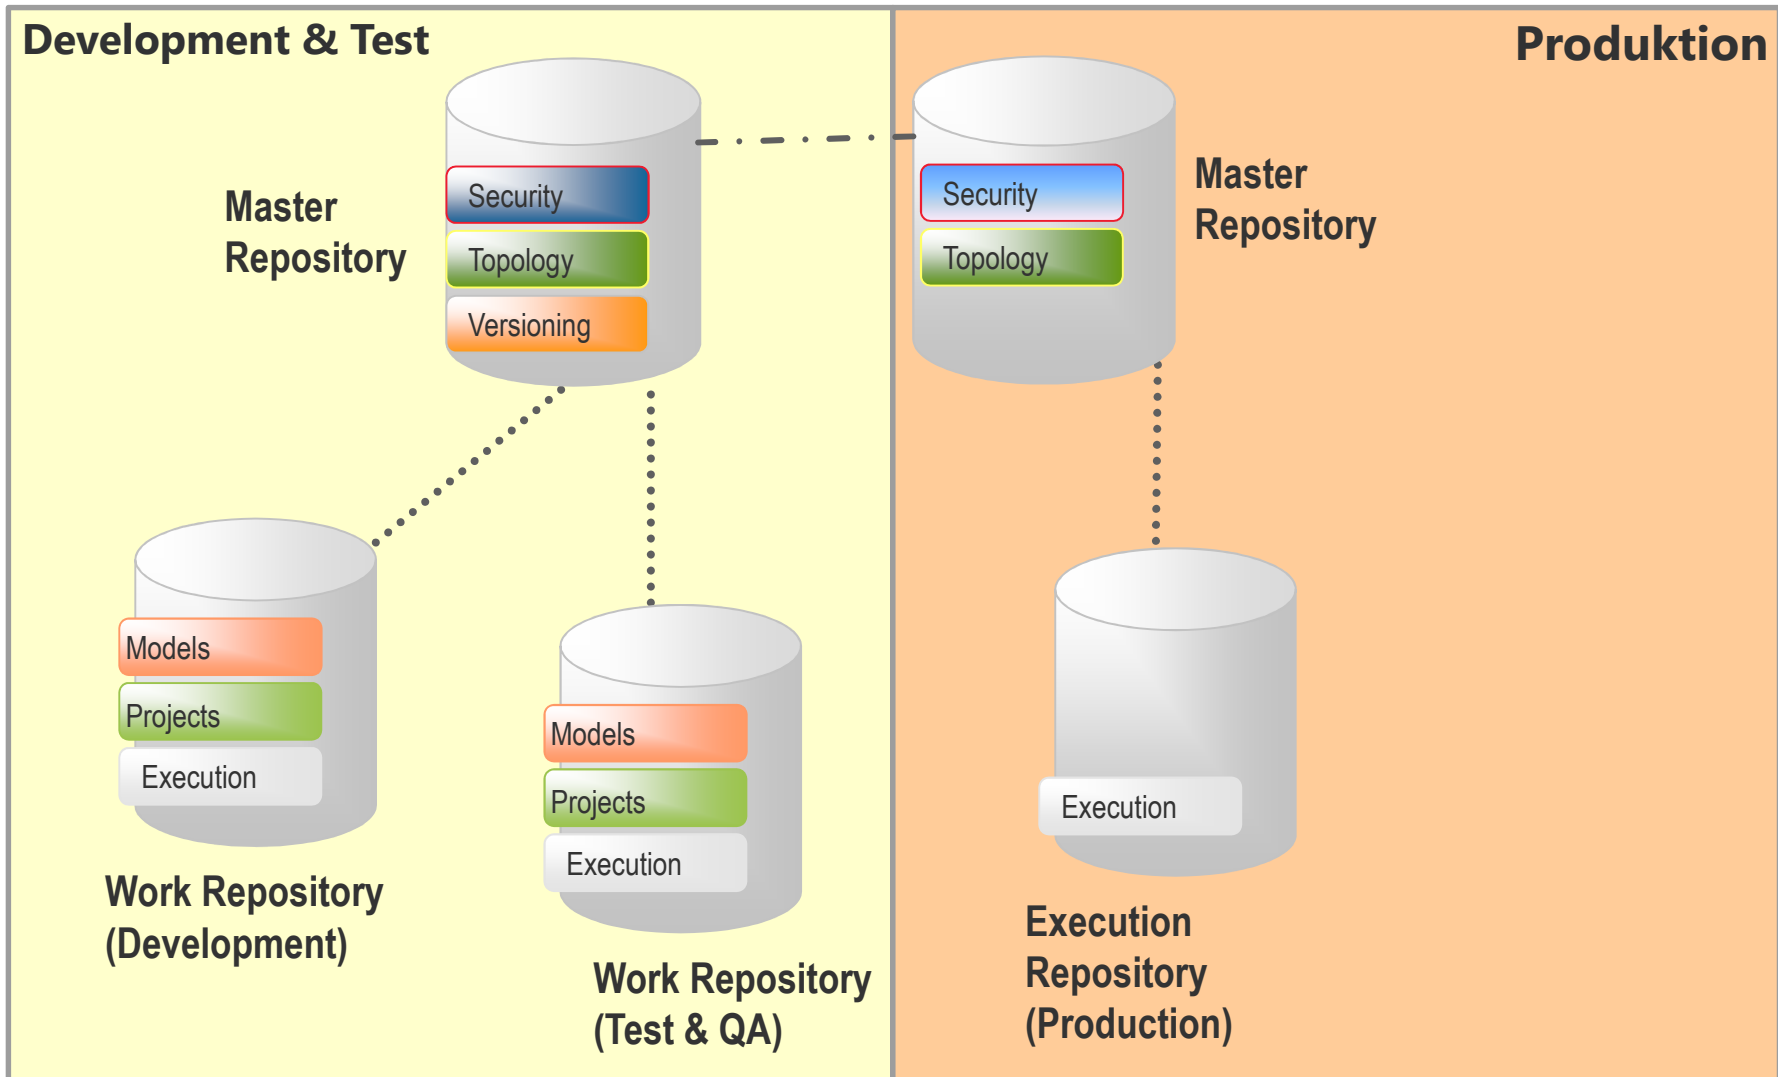 Development & Test
Master
Repository
Security
Topology
Versioning
Models
Projects
Execution
Work Repository
(Development)
Models
Projects
Execution
Work Repository
(Test & QA)
Produktion
Security
Topology
Master
Repository
Execution
Execution
Repository
(Production)